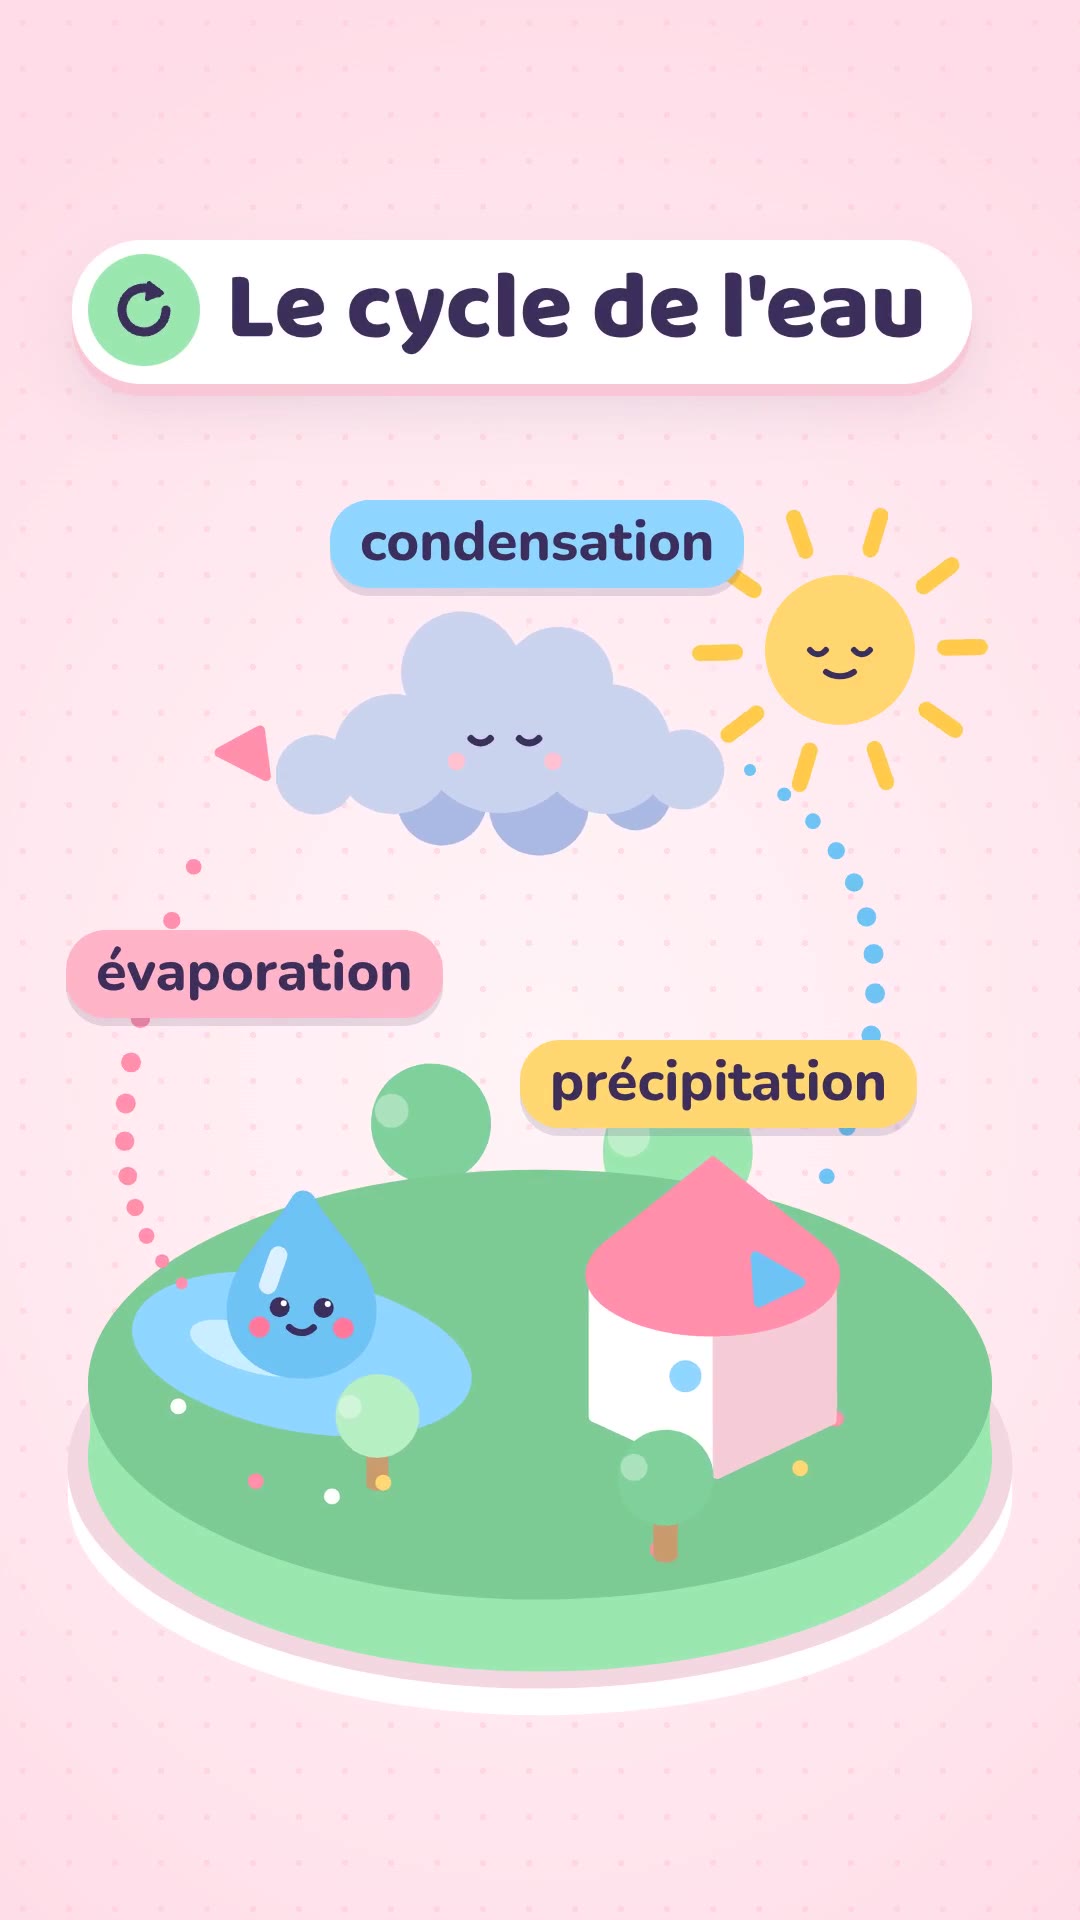 Le cycle de l'eau
condensation
évaporation
précipitation